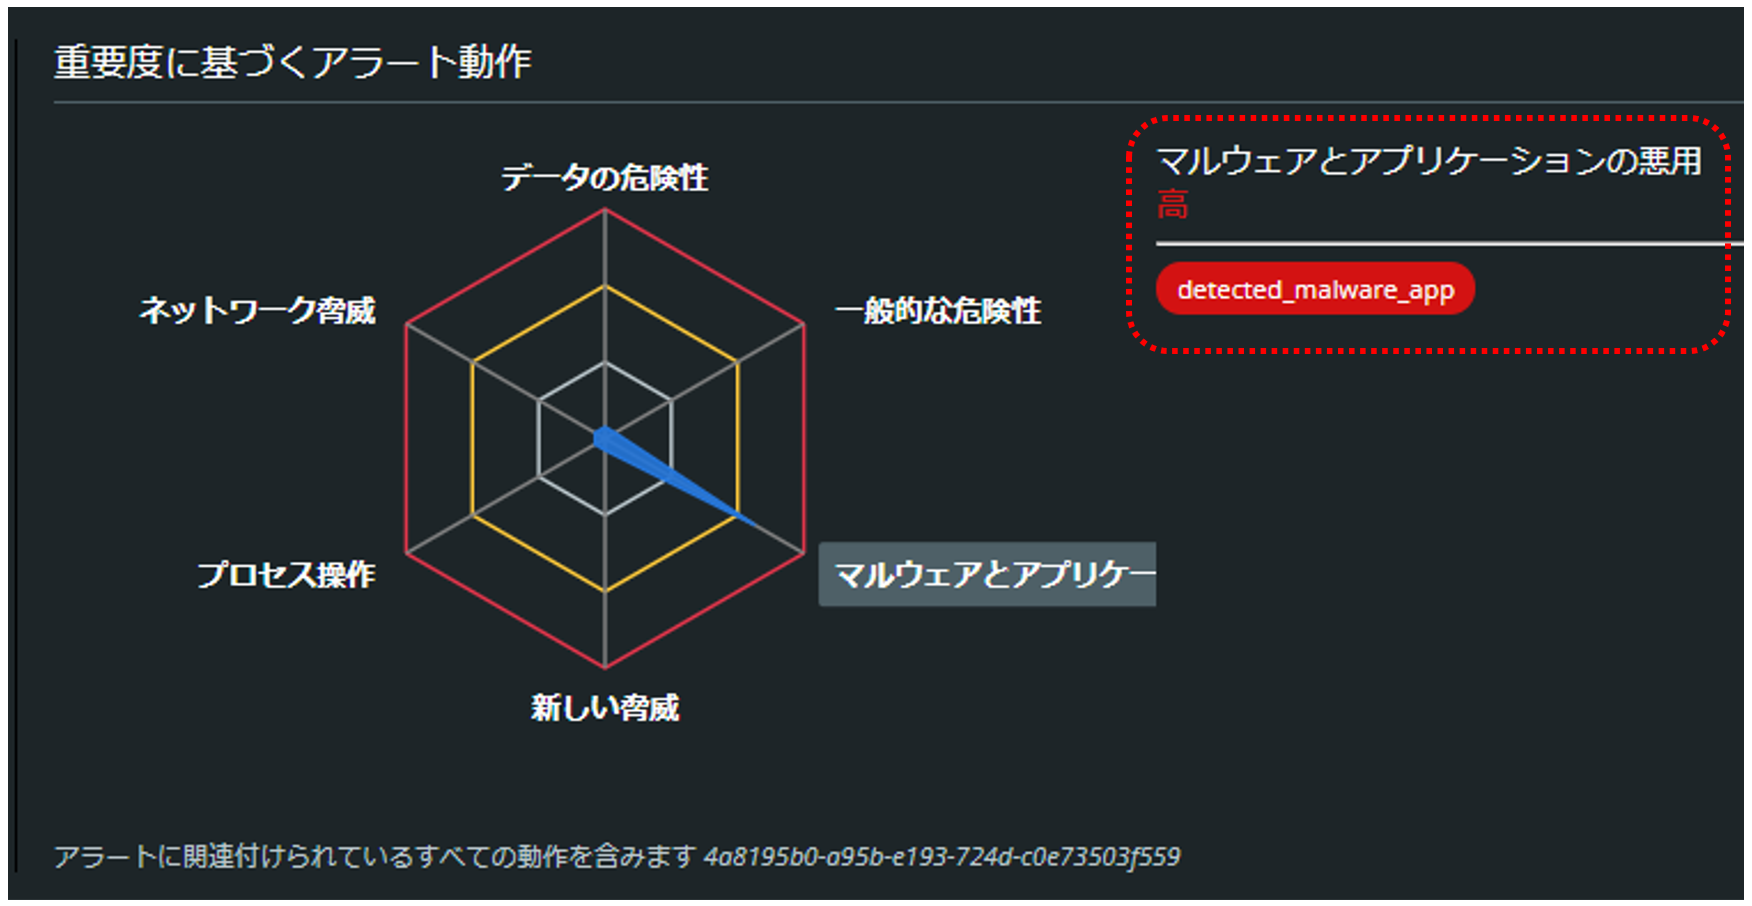 重要度に基づくアラート動作
データの危険性
ネットワーク脅威
一般的な危険性
プロセス操作
マルウェアとアプリケー
新しい脅威
マルウェアとアプリケーションの悪用
高
detected_malware_app
アラートに関連付けられているすべての動作を含みます 4a8195b0-a95b-e193-724d-c0e73503f559